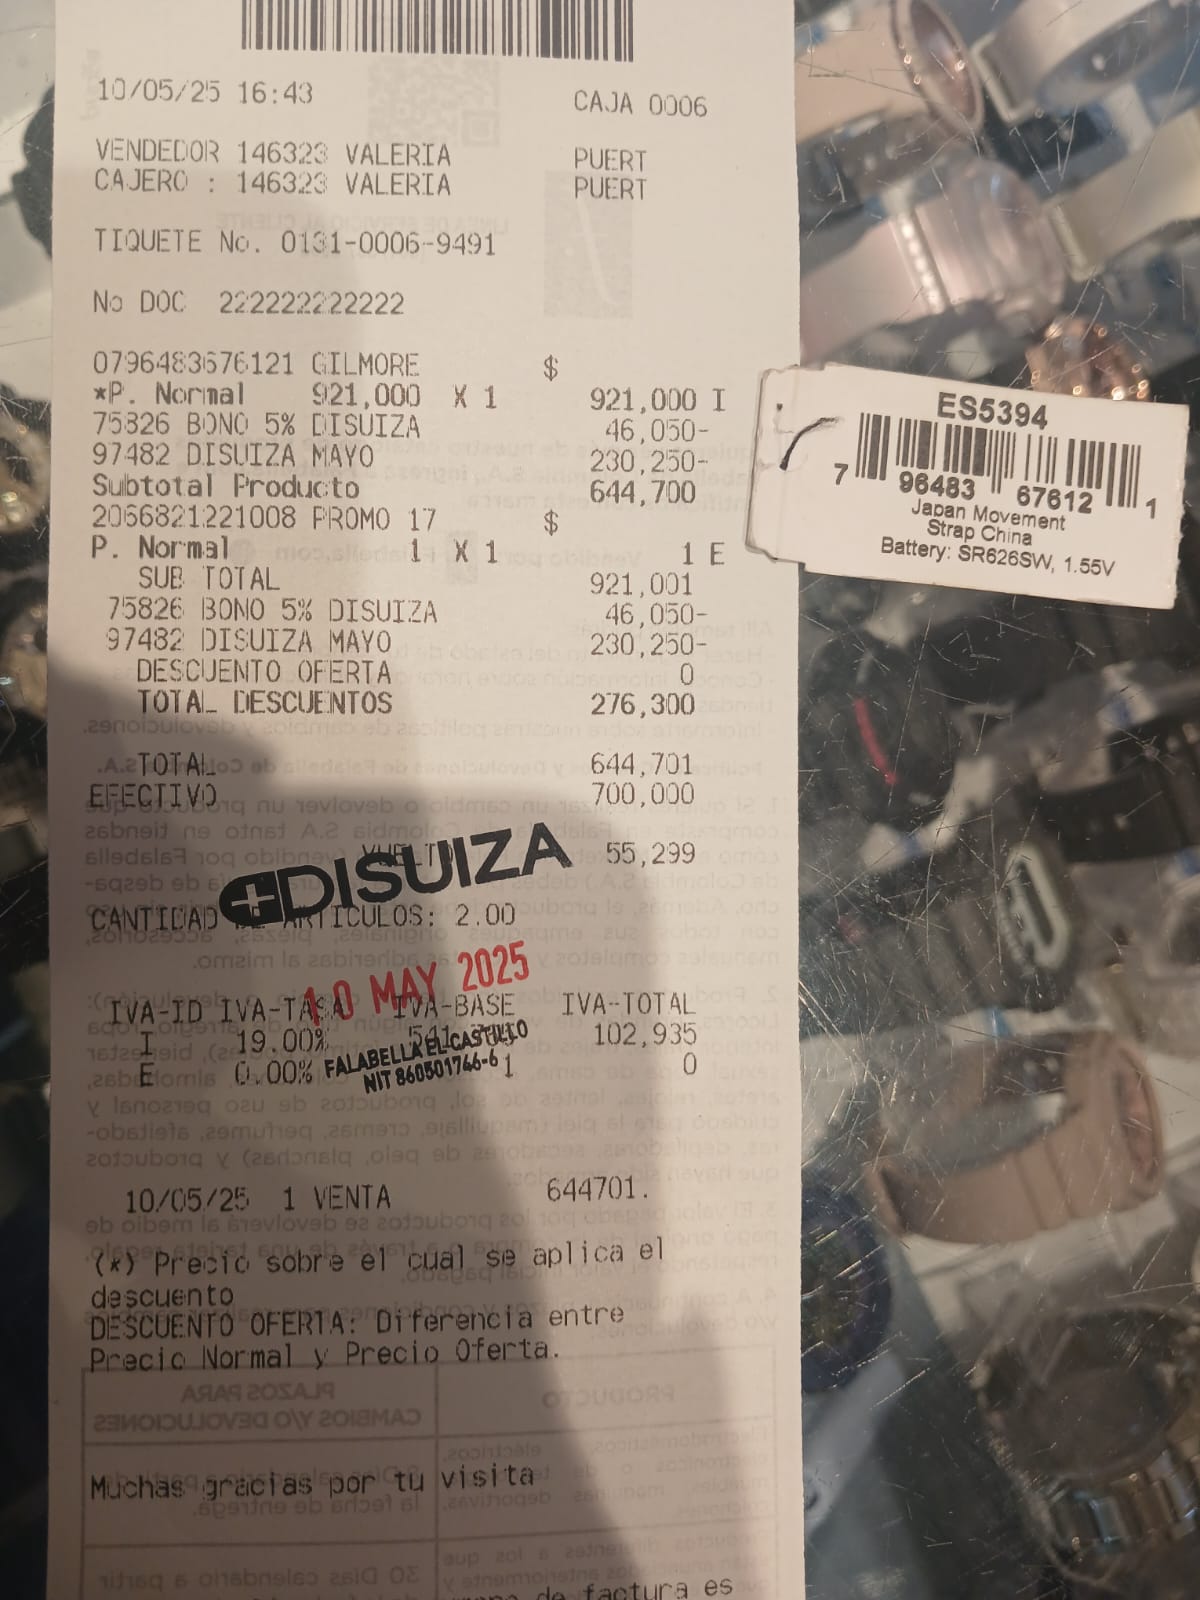 10/05/25 16:43 CAJA 0006
VENDEDOR 146323 VALERIA PUERT
CAJERO : 146323 VALERIA PUERT
TIQUETE No. 0131-0006-9491
No DOC 222222222222
0796483676121 GILMORE $
*P. Normal 921,000 X 1 921,000 I
75826 BONO 5% DISUIZA 46,050-
97482 DISUIZA MAYO 230,250-
Subtotal Producto 644,700
2066821221008 PROMO 17 $
P. Normal 1 X 1 1 E
SUB TOTAL 921,001
75826 BONO 5% DISUIZA 46,050-
97482 DISUIZA MAYO 230,250-
DESCUENTO OFERTA 0
TOTAL DESCUENTOS 276,300
TOTAL 644,701
EFECTIVO 700,000
VUELTO 55,299
DISUIZA
CANTIDAD DE ARTICULOS: 2.00
10 MAY 2025
IVA-ID IVA-TASA IVA-BASE IVA-TOTAL
I 19.00% 102,935
FALABELLA EL CASTILLO
E 0.00% 1 0
NIT 860501746-6
10/05/25 1 VENTA 644701.
(*) Precio sobre el cual se aplica el
descuento
DESCUENTO OFERTA: Diferencia entre
Precio Normal y Precio Oferta.
Muchas gracias por tu visita
de factura es
ES5394
7 96483 67612 1
Japan Movement
Strap China
Battery: SR626SW, 1.55V